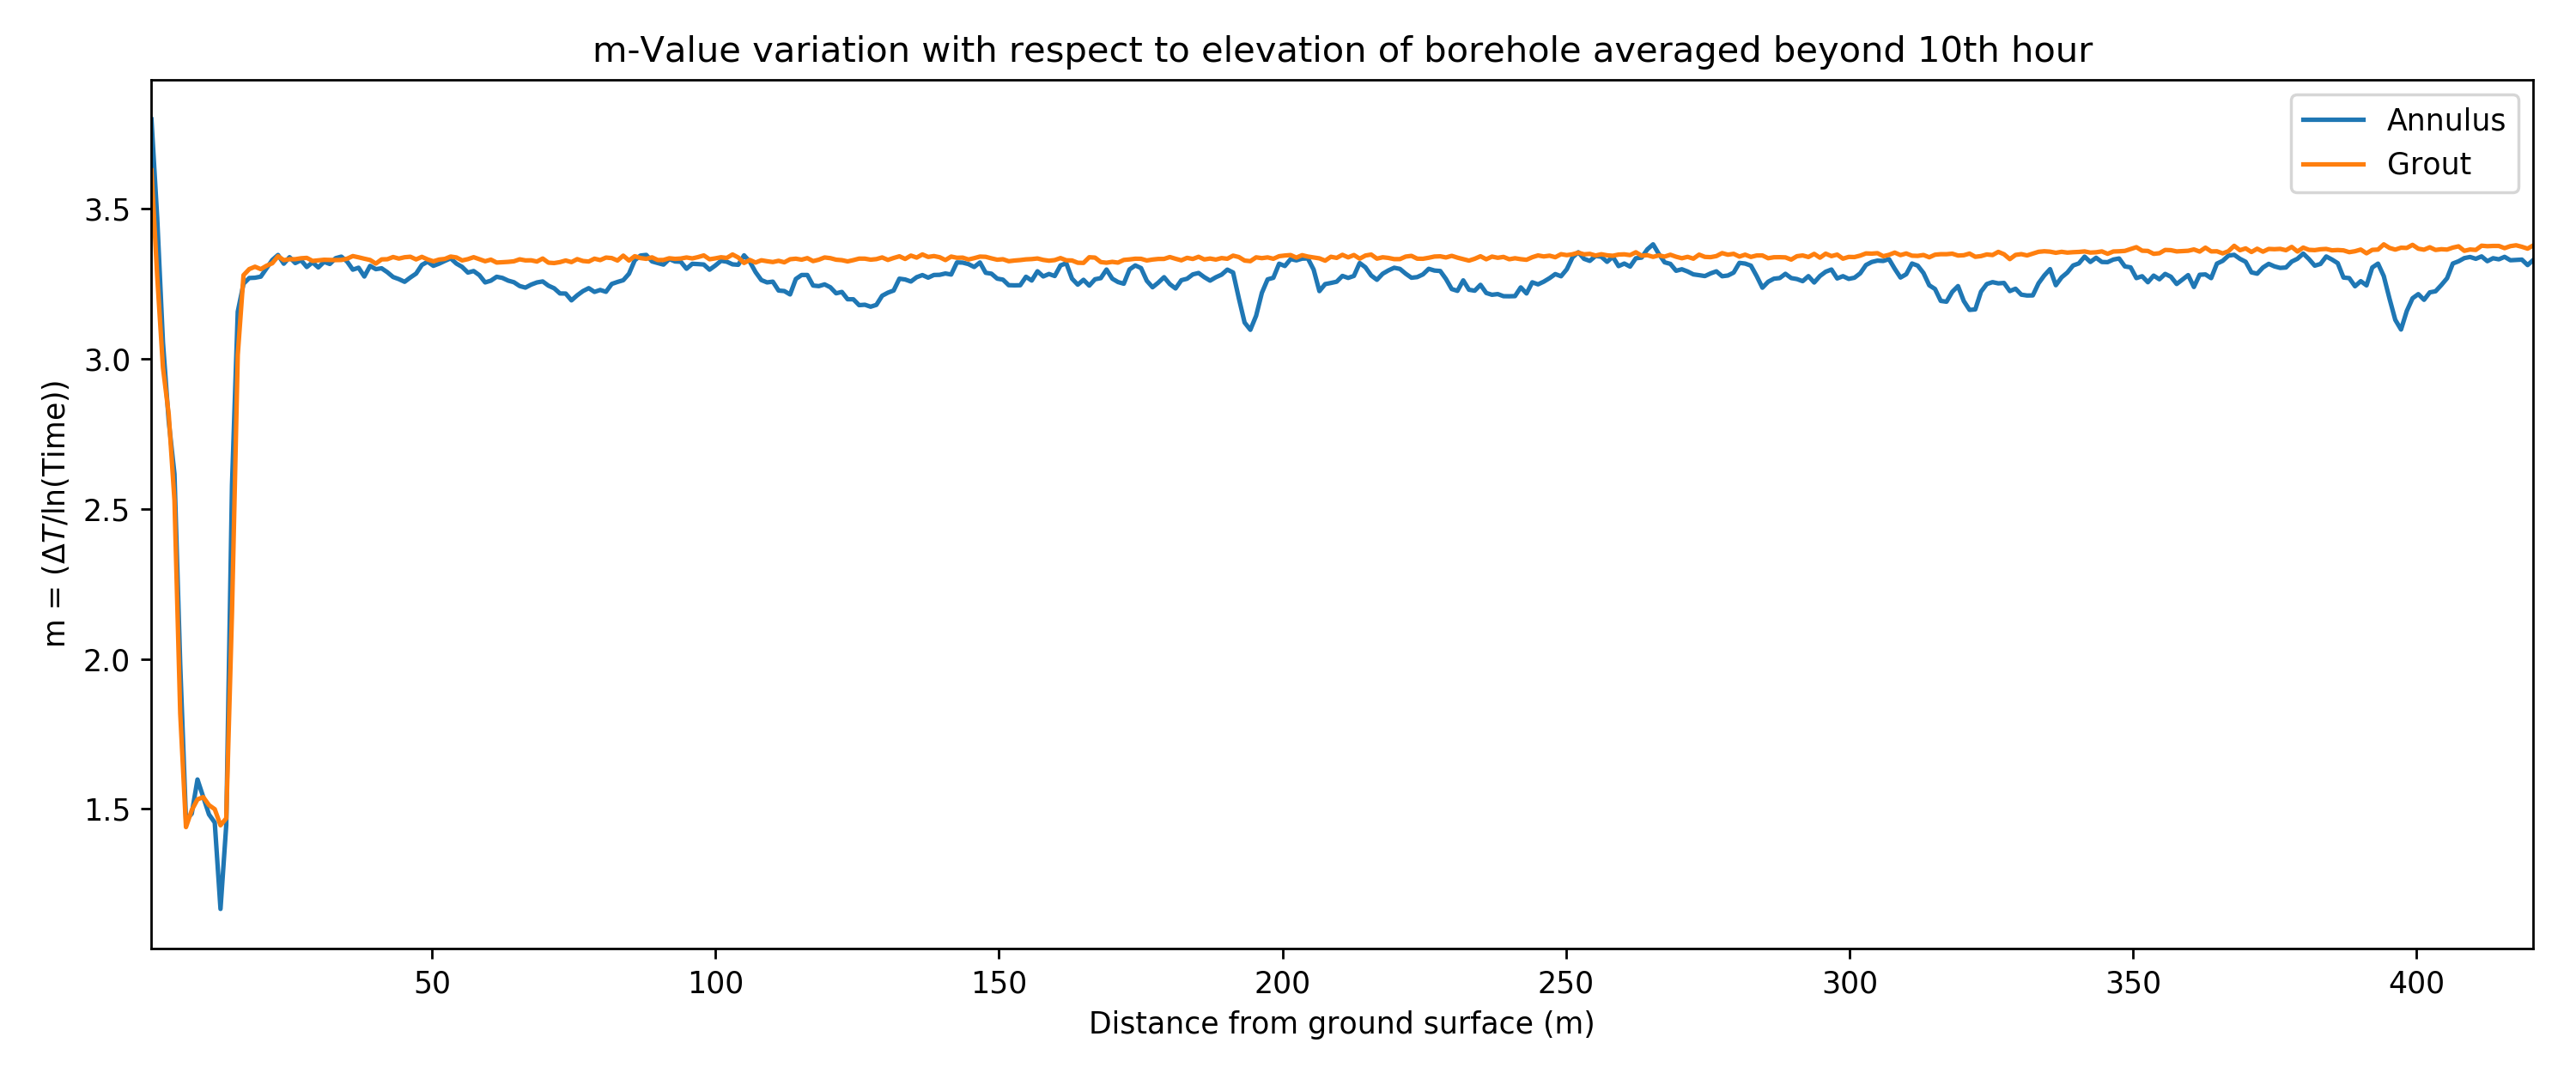 m-Value variation with respect to elevation of borehole averaged beyond 10th hour
Annulus
Grout
m = (ΔT/ln(Time))
3.5
3.0
2.5
2.0
1.5
50 100 150 200 250 300 350 400
Distance from ground surface (m)